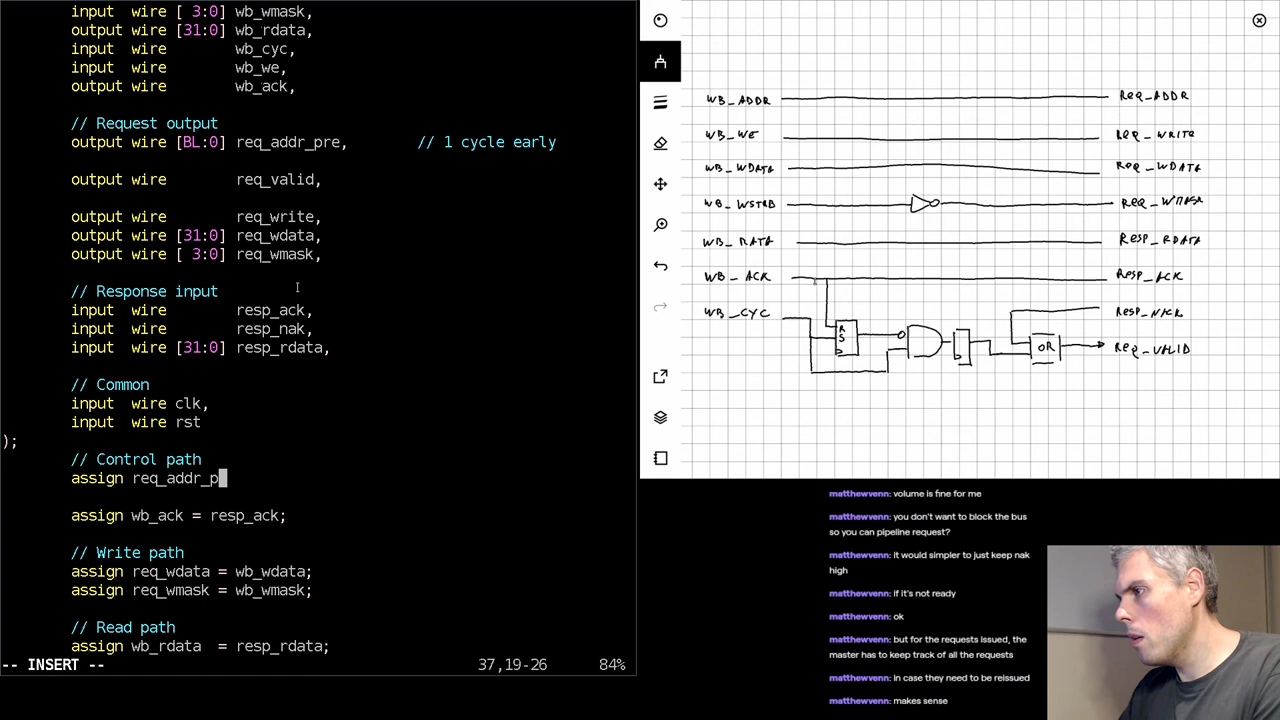 input  wire [ 3:0] wb_wmask,
output wire [31:0] wb_rdata,
input  wire        wb_cyc,
input  wire        wb_we,
output wire        wb_ack,
// Request output
output wire [BL:0] req_addr_pre,        // 1 cycle early
output wire        req_valid,
output wire        req_write,
output wire [31:0] req_wdata,
output wire [ 3:0] req_wmask,
// Response input
input  wire        resp_ack,
input  wire        resp_nak,
input  wire [31:0] resp_rdata,
// Common
input  wire clk,
input  wire rst
);
// Control path
assign req_addr_p
assign wb_ack = resp_ack;
// Write path
assign req_wdata = wb_wdata;
assign req_wmask = wb_wmask;
// Read path
assign wb_rdata  = resp_rdata;
-- INSERT --                    37,19-26        84%
WB_ADDR REQ_ADDR
WB_WE REQ_WRITE
WB_WDATA REQ_WDATA
WB_WSTRB REQ_WMASK
WB_RATA RESP_RDATA
WB_ACK RESP_ACK
WB_CYC RESP_NACK
R
S
OR REQ_VALID
matthewvenn: volume is fine for me
matthewvenn: you don't want to block the bus
so you can pipeline request?
matthewvenn: it would simpler to just keep nak
high
matthewvenn: if it's not ready
matthewvenn: ok
matthewvenn: but for the requests issued, the
master has to keep track of all the requests
matthewvenn: in case they need to be reissued
matthewvenn: makes sense